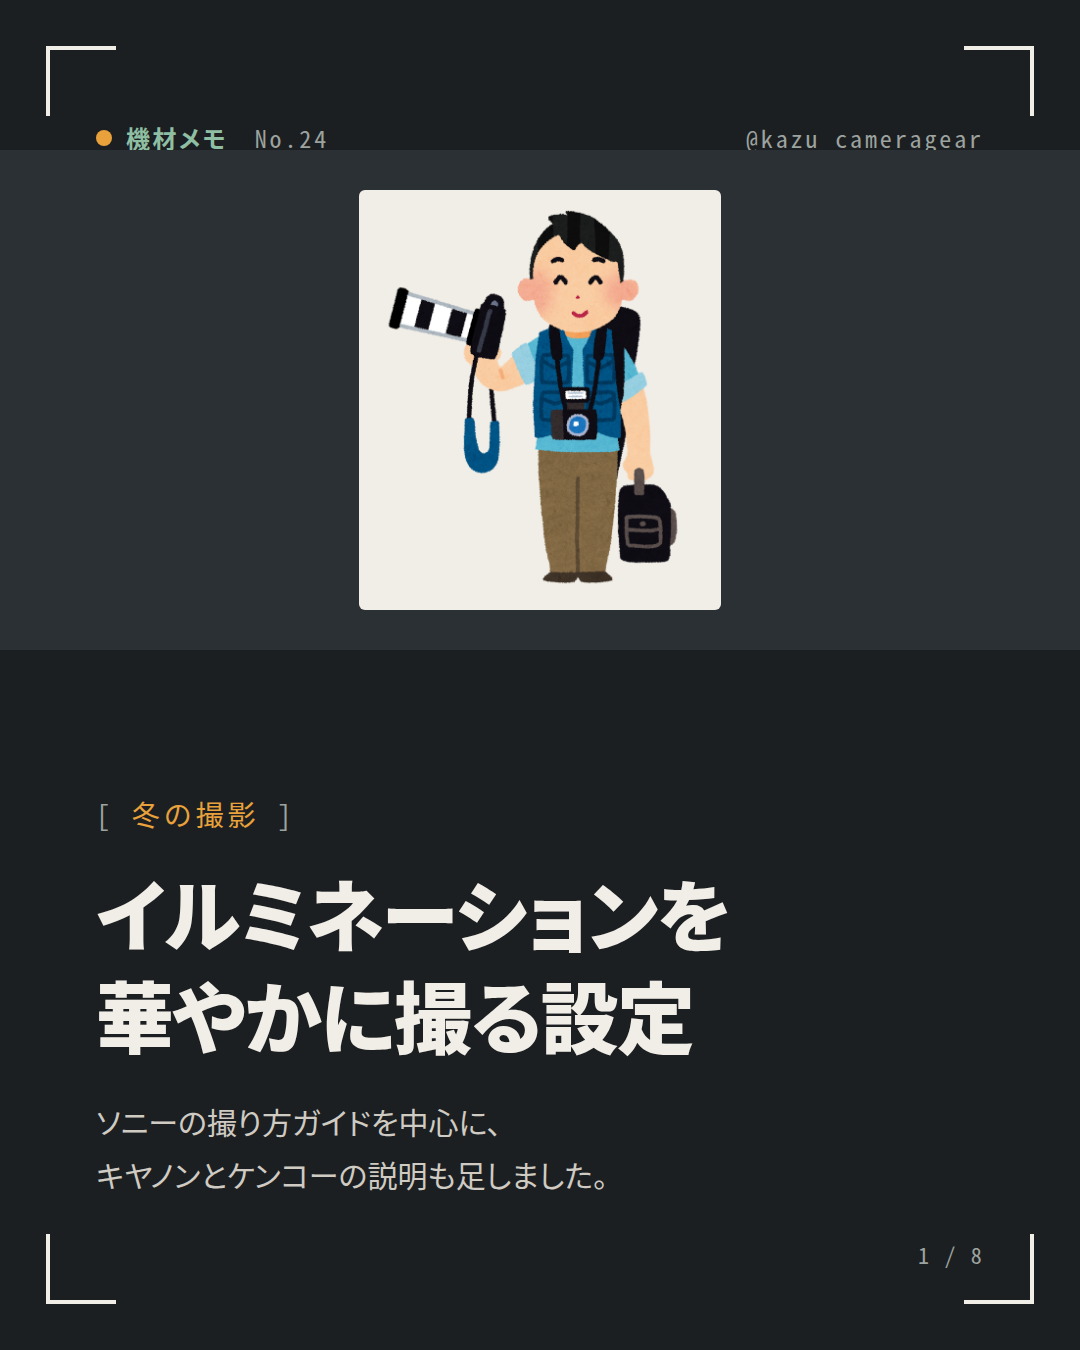 機材メモ No.24
@kazu_cameragear
[ 冬の撮影 ]
イルミネーションを
華やかに撮る設定
ソニーの撮り方ガイドを中心に、
キヤノンとケンコーの説明も足しました。
1 / 8